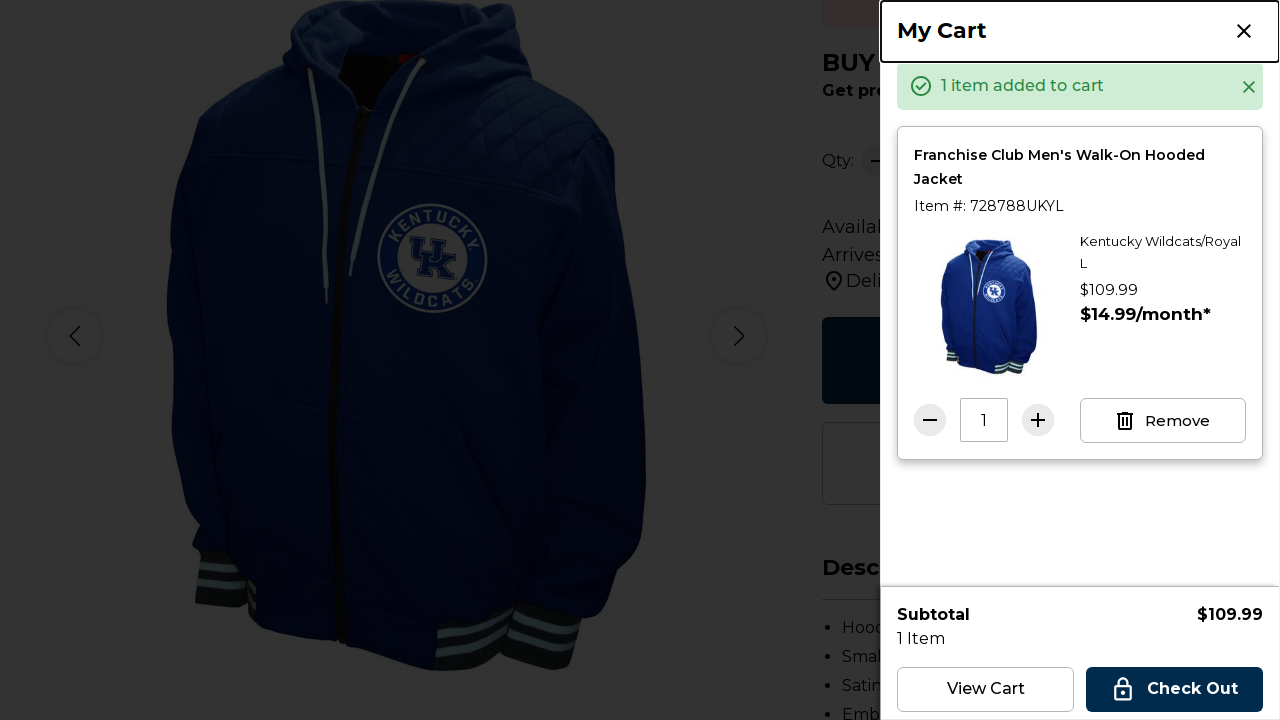 KENTUCKY
UK
WILDCATS
BUY
Get pre
Qty:
Availa
Arrives
Deli
Desc
Hood
Smal
Satin
Emb
My Cart
1 item added to cart
Franchise Club Men's Walk-On Hooded
Jacket
Item #: 728788UKYL
Kentucky Wildcats/Royal
L
$109.99
$14.99/month*
1
Remove
Subtotal
$109.99
1 Item
View Cart
Check Out